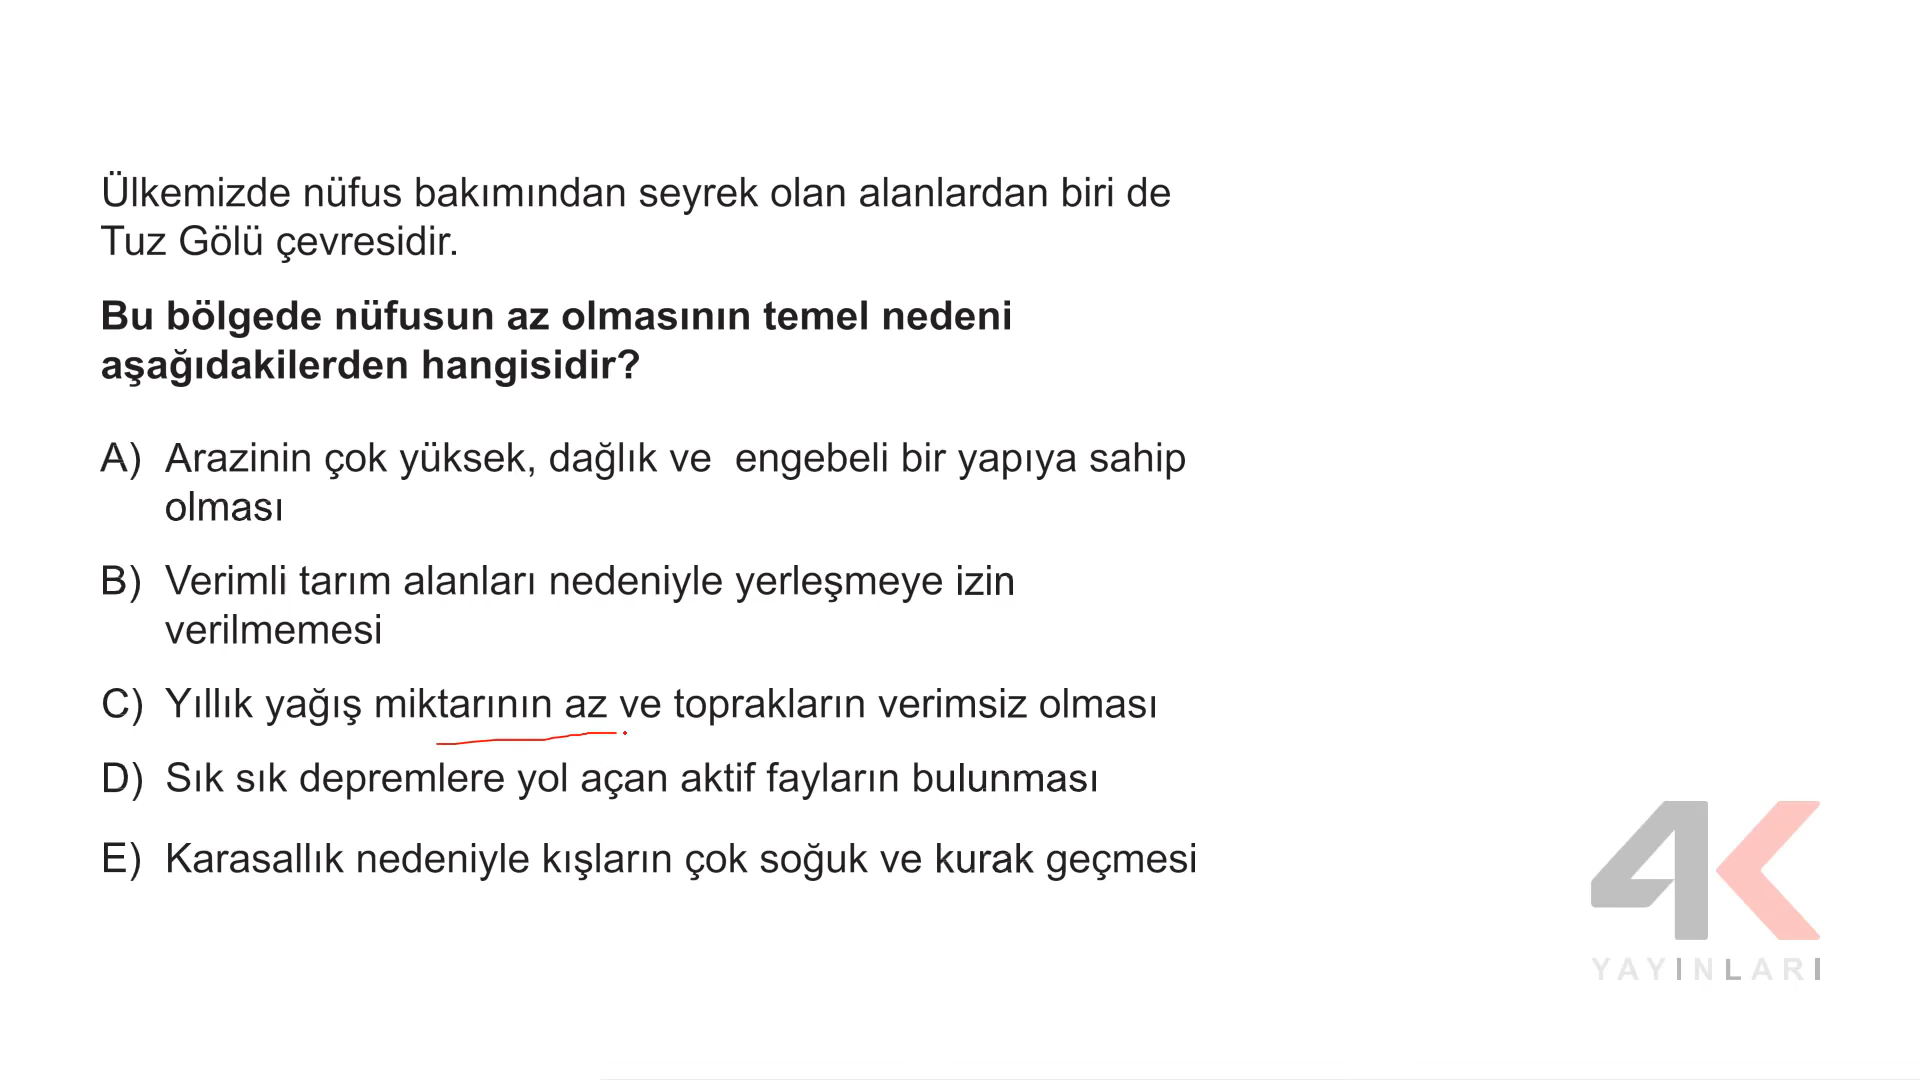 Ülkemizde nüfus bakımından seyrek olan alanlardan biri de
Tuz Gölü çevresidir.
Bu bölgede nüfusun az olmasının temel nedeni
aşağıdakilerden hangisidir?
A) Arazinin çok yüksek, dağlık ve engebeli bir yapıya sahip
olması
B) Verimli tarım alanları nedeniyle yerleşmeye izin
verilmemesi
C) Yıllık yağış miktarının az ve toprakların verimsiz olması
D) Sık sık depremlere yol açan aktif fayların bulunması
E) Karasallık nedeniyle kışların çok soğuk ve kurak geçmesi
4K
YAYINLARI